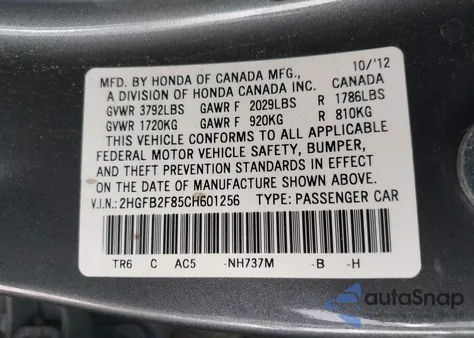 10/'12
MFD. BY HONDA OF CANADA MFG., CANADA
A DIVISION OF HONDA CANADA INC.
GVWR 3792LBS GAWR F 2029LBS R 1786LBS
GVWR 1720KG GAWR F 920KG R 810KG
THIS VEHICLE CONFORMS TO ALL APPLICABLE
FEDERAL MOTOR VEHICLE SAFETY, BUMPER,
AND THEFT PREVENTION STANDARDS IN EFFECT
ON THE DATE OF MANUFACTURE SHOWN ABOVE.
V.I.N.: 2HGFB2F85CH601256 TYPE: PASSENGER CAR
TR6 C AC5 -NH737M -B -H
autoSnap